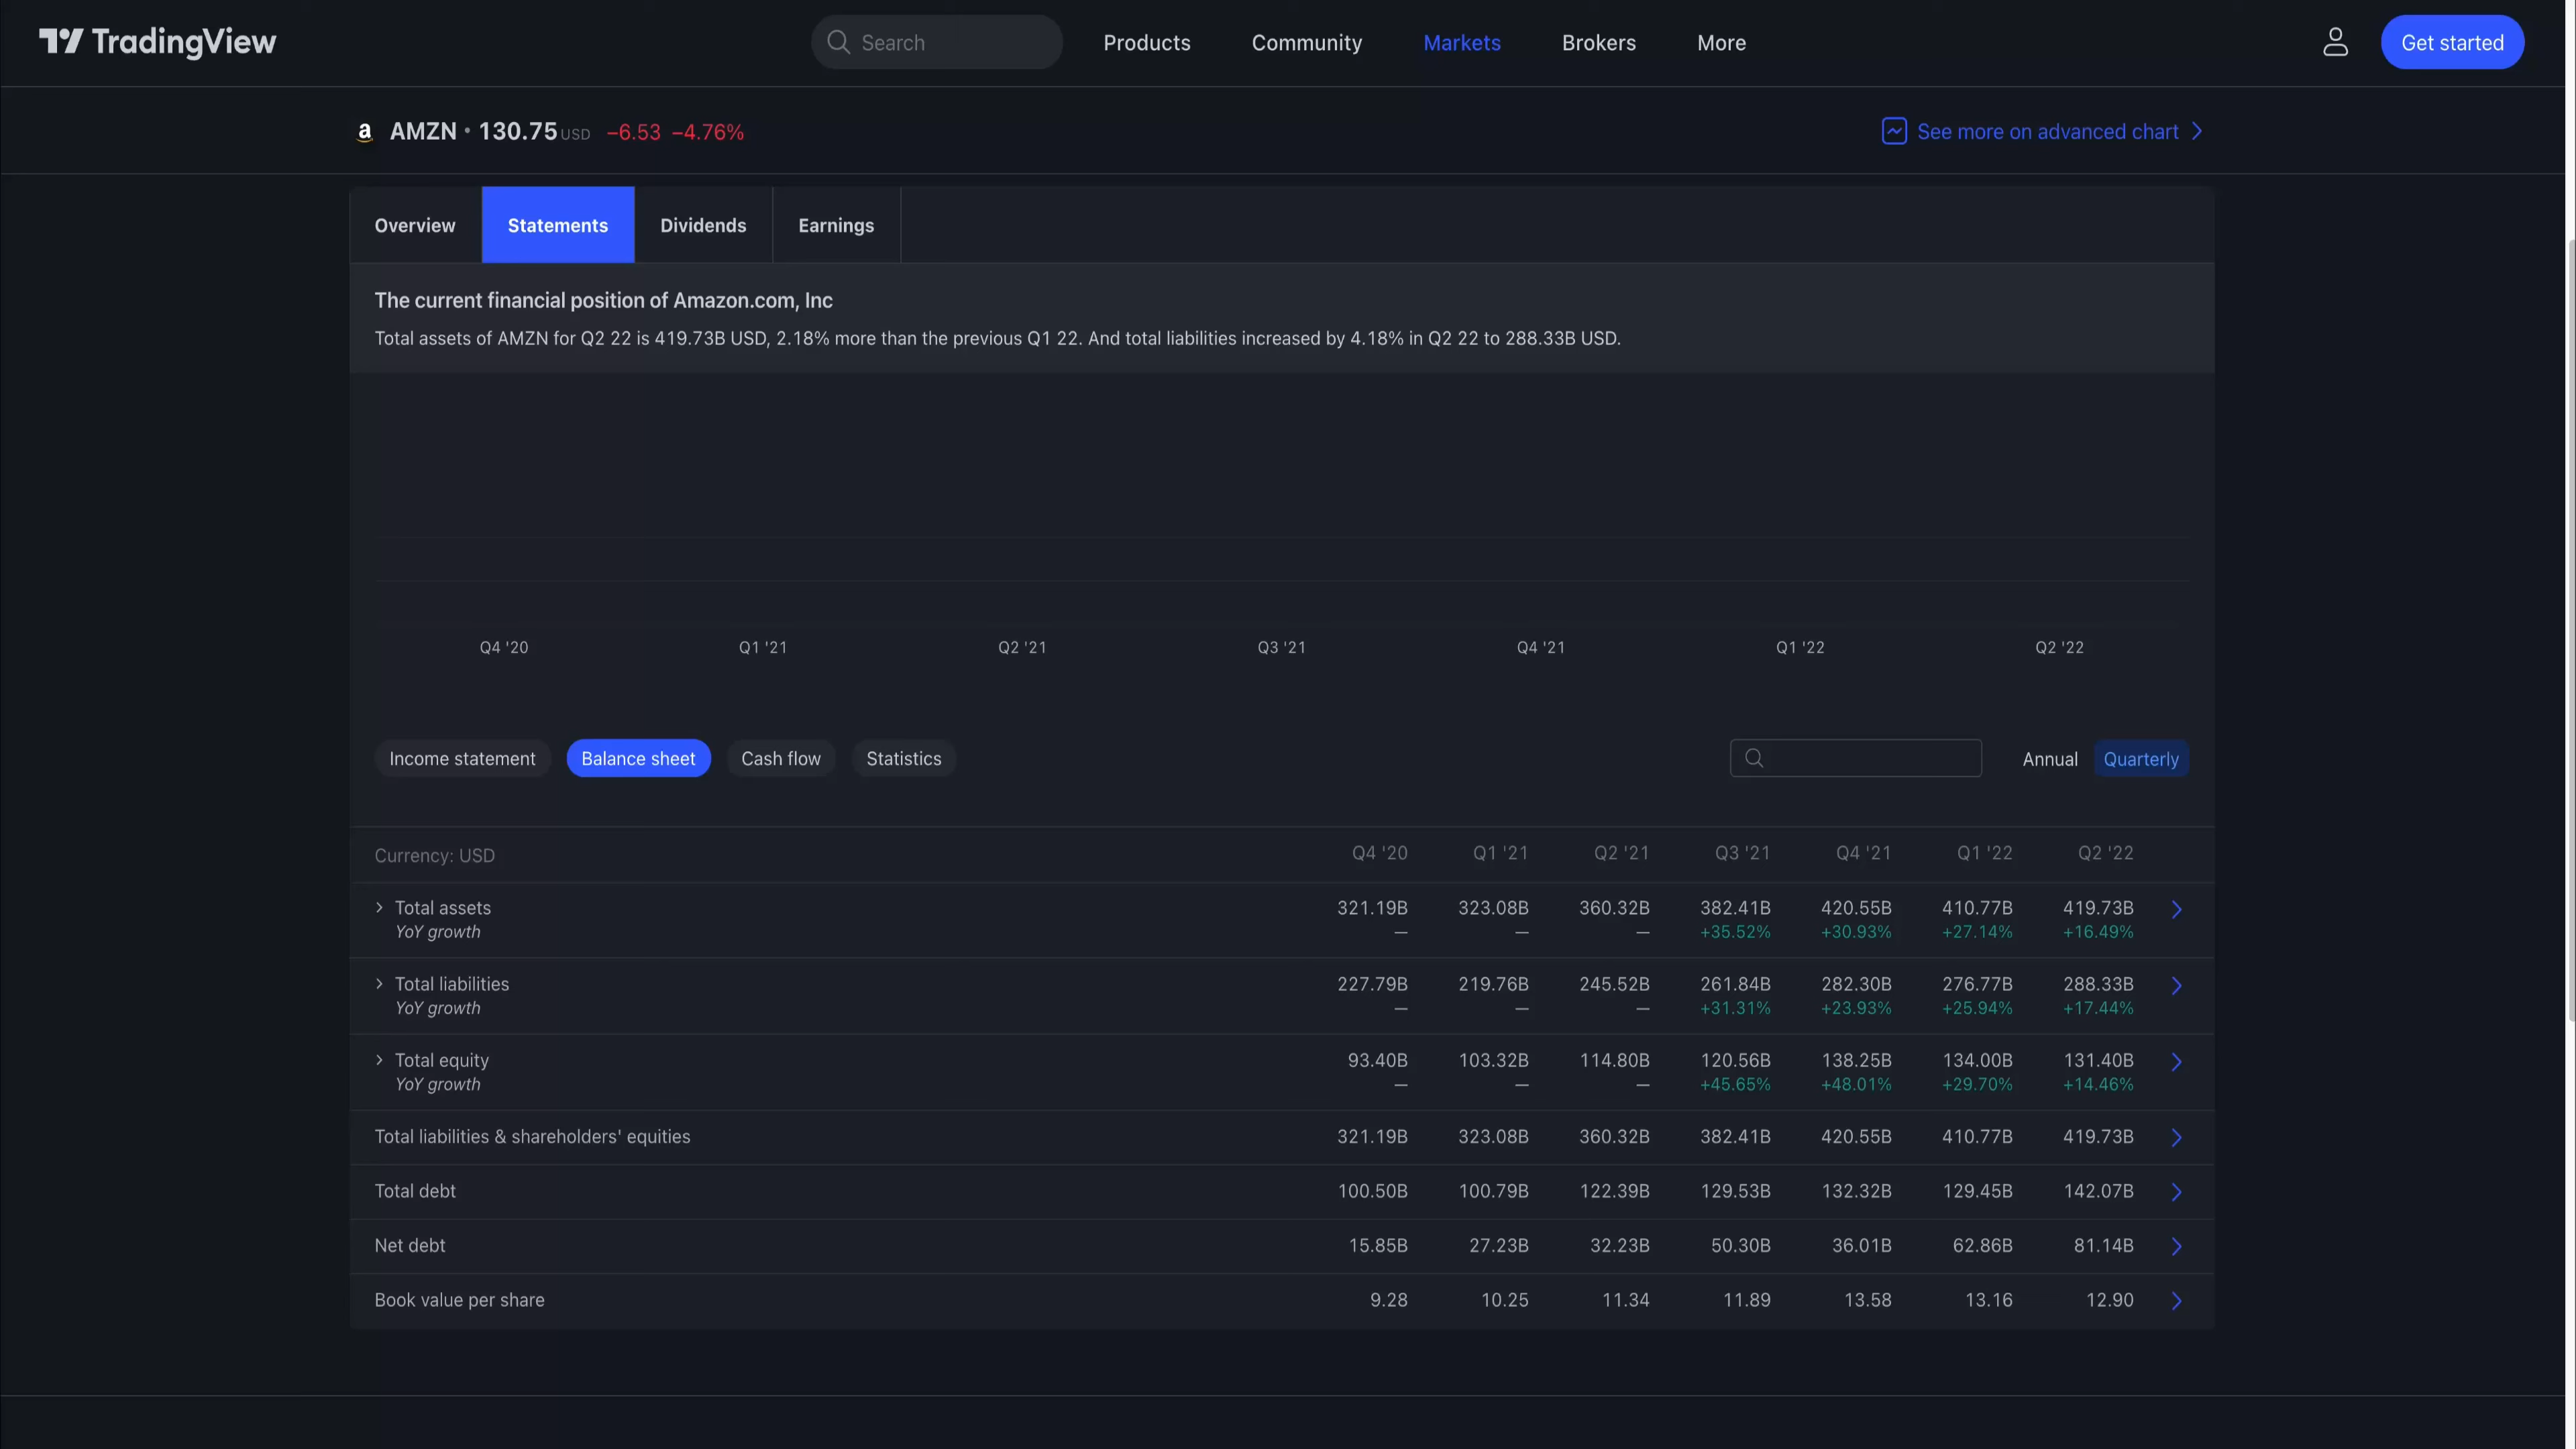 TradingView
Search
Products
Community
Markets
Brokers
More
Get started
a AMZN • 130.75 USD −6.53 −4.76%
See more on advanced chart
Overview
Statements
Dividends
Earnings
The current financial position of Amazon.com, Inc
Total assets of AMZN for Q2 22 is 419.73B USD, 2.18% more than the previous Q1 22. And total liabilities increased by 4.18% in Q2 22 to 288.33B USD.
Q4 '20 Q1 '21 Q2 '21 Q3 '21 Q4 '21 Q1 '22 Q2 '22
Income statement
Balance sheet
Cash flow
Statistics
Annual
Quarterly
Currency: USD Q4 '20 Q1 '21 Q2 '21 Q3 '21 Q4 '21 Q1 '22 Q2 '22
Total assets 321.19B 323.08B 360.32B 382.41B 420.55B 410.77B 419.73B
YoY growth — — — +35.52% +30.93% +27.14% +16.49%
Total liabilities 227.79B 219.76B 245.52B 261.84B 282.30B 276.77B 288.33B
YoY growth — — — +31.31% +23.93% +25.94% +17.44%
Total equity 93.40B 103.32B 114.80B 120.56B 138.25B 134.00B 131.40B
YoY growth — — — +45.65% +48.01% +29.70% +14.46%
Total liabilities & shareholders' equities 321.19B 323.08B 360.32B 382.41B 420.55B 410.77B 419.73B
Total debt 100.50B 100.79B 122.39B 129.53B 132.32B 129.45B 142.07B
Net debt 15.85B 27.23B 32.23B 50.30B 36.01B 62.86B 81.14B
Book value per share 9.28 10.25 11.34 11.89 13.58 13.16 12.90